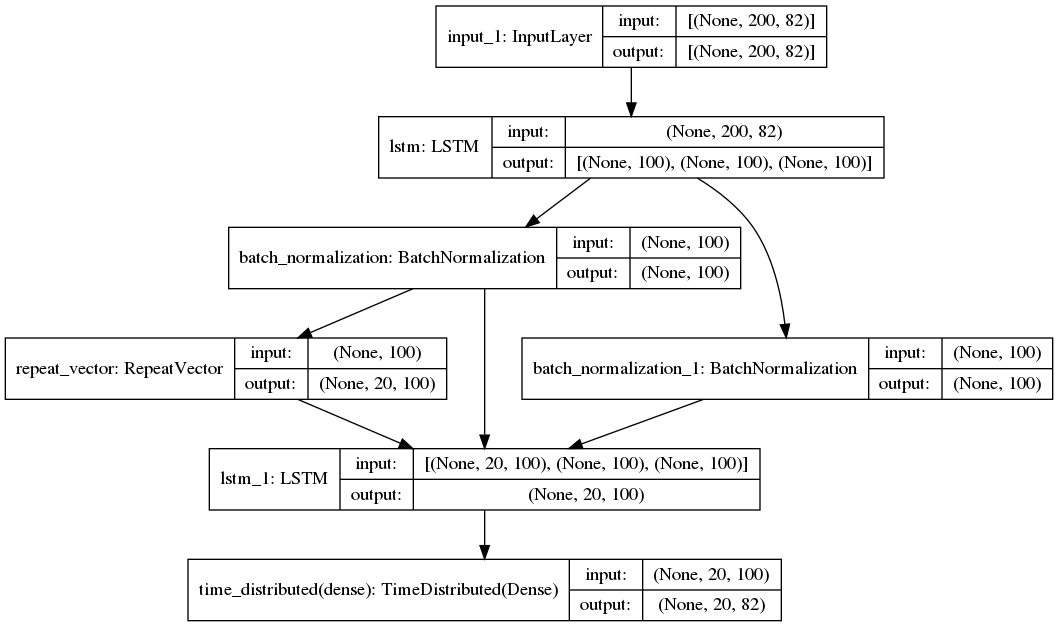 input_1: InputLayer
input: [(None, 200, 82)]
output: [(None, 200, 82)]
lstm: LSTM
input: (None, 200, 82)
output: [(None, 100), (None, 100), (None, 100)]
batch_normalization: BatchNormalization
input: (None, 100)
output: (None, 100)
repeat_vector: RepeatVector
input: (None, 100)
output: (None, 20, 100)
batch_normalization_1: BatchNormalization
input: (None, 100)
output: (None, 100)
lstm_1: LSTM
input: [(None, 20, 100), (None, 100), (None, 100)]
output: (None, 20, 100)
time_distributed(dense): TimeDistributed(Dense)
input: (None, 20, 100)
output: (None, 20, 82)